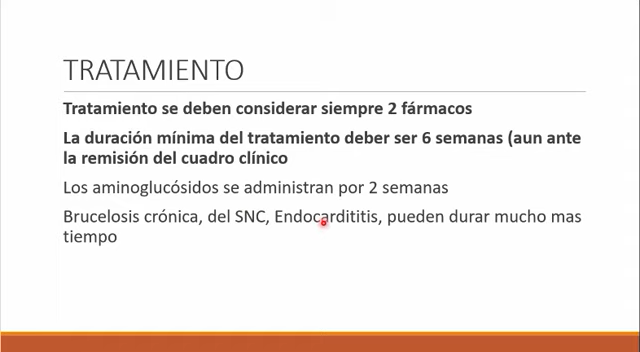 TRATAMIENTO
Tratamiento se deben considerar siempre 2 fármacos
La duración mínima del tratamiento deber ser 6 semanas (aun ante
la remisión del cuadro clínico
Los aminoglucósidos se administran por 2 semanas
Brucelosis crónica, del SNC, Endocardititis, pueden durar mucho mas
tiempo